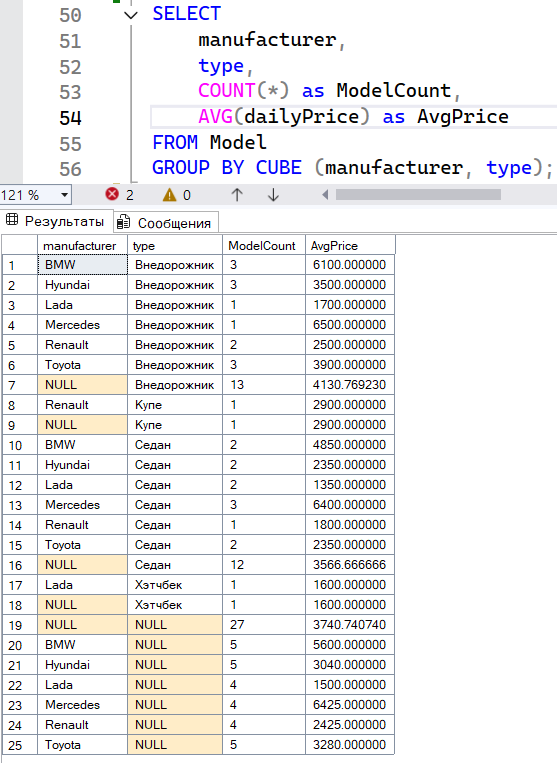 50 SELECT
51 manufacturer,
52 type,
53 COUNT(*) as ModelCount,
54 AVG(dailyPrice) as AvgPrice
55 FROM Model
56 GROUP BY CUBE (manufacturer, type);
121 % 2 0
Результаты Сообщения
manufacturer type ModelCount AvgPrice
1 BMW Внедорожник 3 6100.000000
2 Hyundai Внедорожник 3 3500.000000
3 Lada Внедорожник 1 1700.000000
4 Mercedes Внедорожник 1 6500.000000
5 Renault Внедорожник 2 2500.000000
6 Toyota Внедорожник 3 3900.000000
7 NULL Внедорожник 13 4130.769230
8 Renault Купе 1 2900.000000
9 NULL Купе 1 2900.000000
10 BMW Седан 2 4850.000000
11 Hyundai Седан 2 2350.000000
12 Lada Седан 2 1350.000000
13 Mercedes Седан 3 6400.000000
14 Renault Седан 1 1800.000000
15 Toyota Седан 2 2350.000000
16 NULL Седан 12 3566.666666
17 Lada Хэтчбек 1 1600.000000
18 NULL Хэтчбек 1 1600.000000
19 NULL NULL 27 3740.740740
20 BMW NULL 5 5600.000000
21 Hyundai NULL 5 3040.000000
22 Lada NULL 4 1500.000000
23 Mercedes NULL 4 6425.000000
24 Renault NULL 4 2425.000000
25 Toyota NULL 5 3280.000000